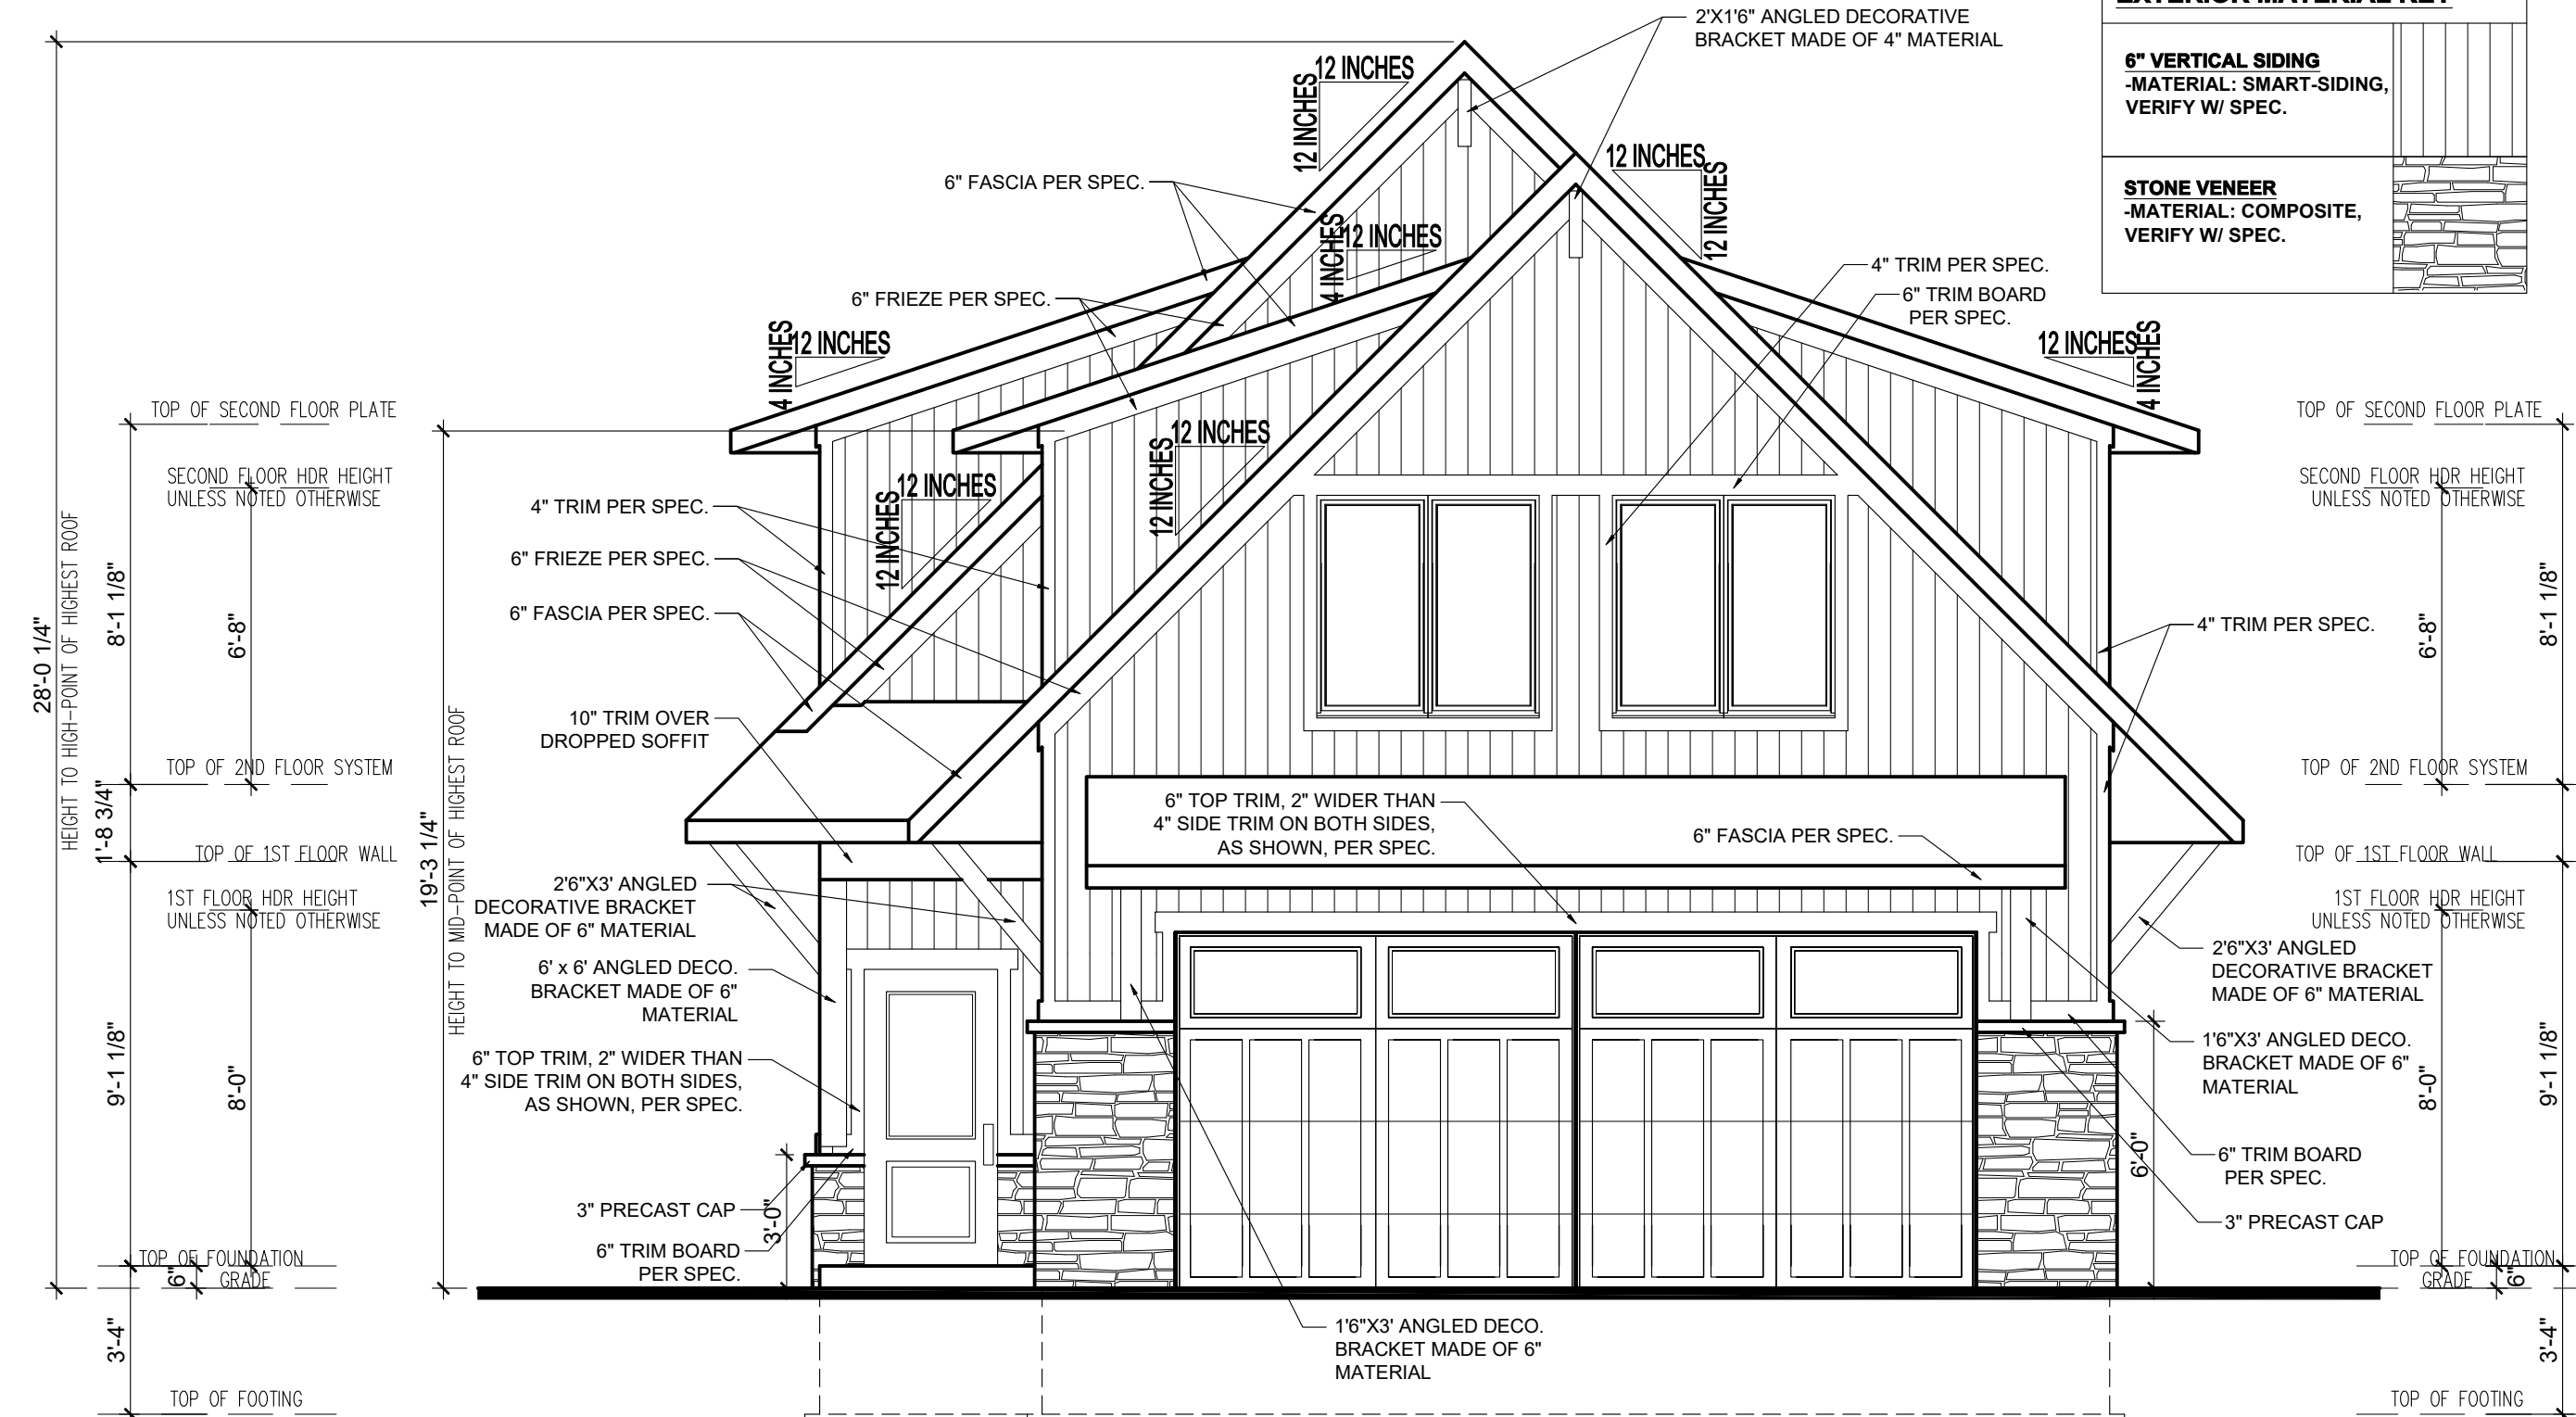 EXTERIOR MATERIAL KEY
6" VERTICAL SIDING
-MATERIAL: SMART-SIDING,
VERIFY W/ SPEC.
STONE VENEER
-MATERIAL: COMPOSITE,
VERIFY W/ SPEC.
2'X1'6" ANGLED DECORATIVE
BRACKET MADE OF 4" MATERIAL
12 INCHES
12 INCHES
12 INCHES
12 INCHES
6" FASCIA PER SPEC.
4 INCHES
12 INCHES
6" FRIEZE PER SPEC.
4" TRIM PER SPEC.
6" TRIM BOARD
PER SPEC.
4 INCHES
12 INCHES
12 INCHES
4 INCHES
12 INCHES
12 INCHES
12 INCHES
12 INCHES
TOP OF SECOND FLOOR PLATE
SECOND FLOOR HDR HEIGHT
UNLESS NOTED OTHERWISE
28'-0 1/4"
HEIGHT TO HIGH-POINT OF HIGHEST ROOF
8'-1 1/8"
6'-8"
TOP OF 2ND FLOOR SYSTEM
1'-8 3/4"
TOP OF 1ST FLOOR WALL
1ST FLOOR HDR HEIGHT
UNLESS NOTED OTHERWISE
19'-3 1/4"
HEIGHT TO MID-POINT OF HIGHEST ROOF
9'-1 1/8"
8'-0"
TOP OF FOUNDATION
GRADE
6"
3'-4"
TOP OF FOOTING
4" TRIM PER SPEC.
6" FRIEZE PER SPEC.
6" FASCIA PER SPEC.
10" TRIM OVER
DROPPED SOFFIT
2'6"X3' ANGLED
DECORATIVE BRACKET
MADE OF 6" MATERIAL
6' x 6' ANGLED DECO.
BRACKET MADE OF 6"
MATERIAL
6" TOP TRIM, 2" WIDER THAN
4" SIDE TRIM ON BOTH SIDES,
AS SHOWN, PER SPEC.
3" PRECAST CAP
3'-0"
6" TRIM BOARD
PER SPEC.
6" TOP TRIM, 2" WIDER THAN
4" SIDE TRIM ON BOTH SIDES,
AS SHOWN, PER SPEC.
6" FASCIA PER SPEC.
1'6"X3' ANGLED DECO.
BRACKET MADE OF 6"
MATERIAL
4" TRIM PER SPEC.
2'6"X3' ANGLED
DECORATIVE BRACKET
MADE OF 6" MATERIAL
1'6"X3' ANGLED DECO.
BRACKET MADE OF 6"
MATERIAL
6'-0"
6" TRIM BOARD
PER SPEC.
3" PRECAST CAP
TOP OF SECOND FLOOR PLATE
SECOND FLOOR HDR HEIGHT
UNLESS NOTED OTHERWISE
6'-8"
8'-1 1/8"
TOP OF 2ND FLOOR SYSTEM
TOP OF 1ST FLOOR WALL
1ST FLOOR HDR HEIGHT
UNLESS NOTED OTHERWISE
8'-0"
9'-1 1/8"
TOP OF FOUNDATION
GRADE
6"
3'-4"
TOP OF FOOTING